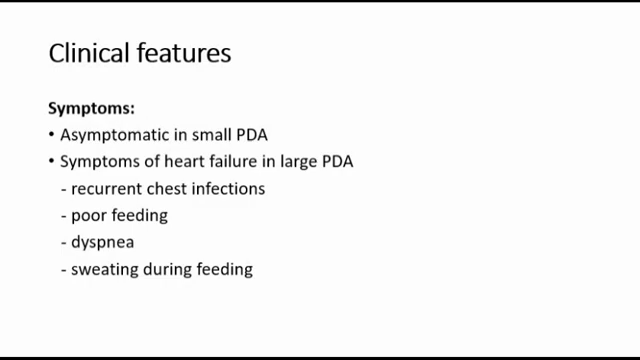 Clinical features
Symptoms:
• Asymptomatic in small PDA
• Symptoms of heart failure in large PDA
- recurrent chest infections
- poor feeding
- dyspnea
- sweating during feeding